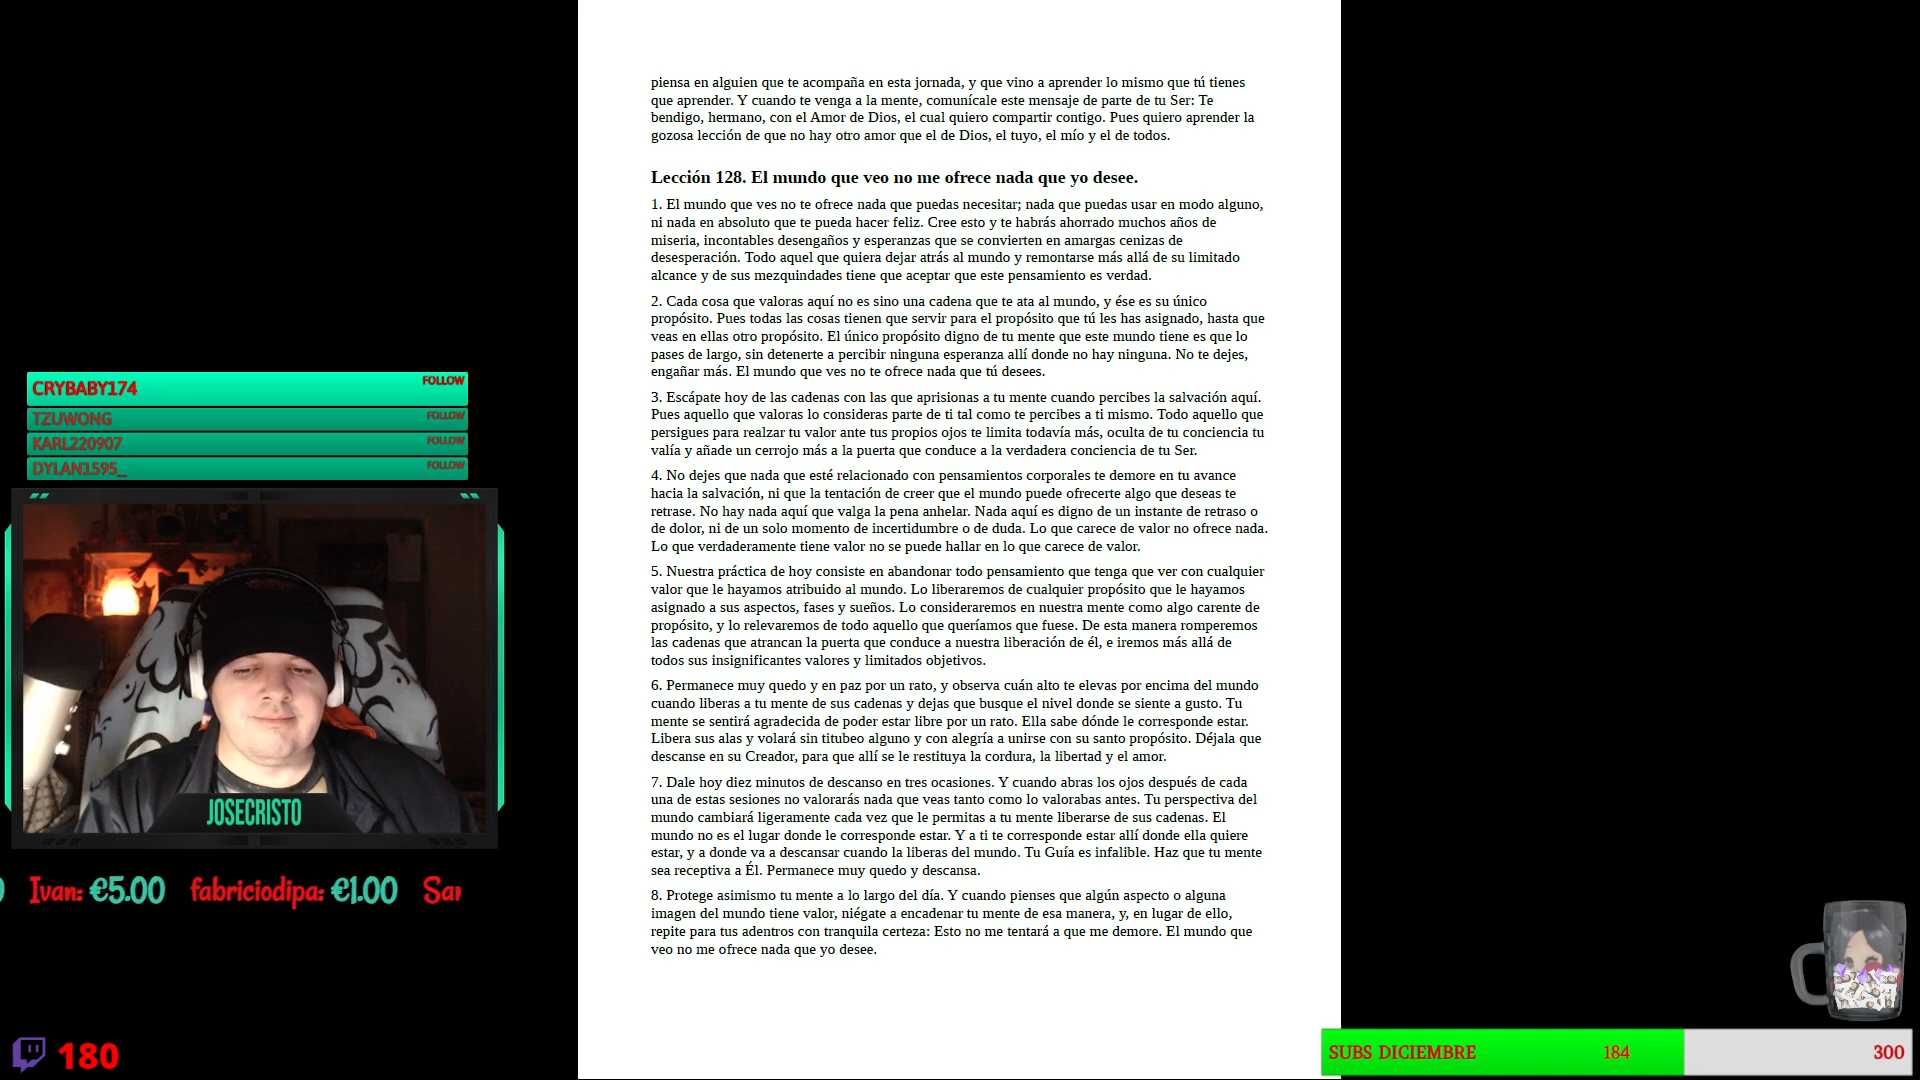 piensa en alguien que te acompaña en esta jornada, y que vino a aprender lo mismo que tú tienes
que aprender. Y cuando te venga a la mente, comunícale este mensaje de parte de tu Ser: Te
bendigo, hermano, con el Amor de Dios, el cual quiero compartir contigo. Pues quiero aprender la
gozosa lección de que no hay otro amor que el de Dios, el tuyo, el mío y el de todos.
Lección 128. El mundo que veo no me ofrece nada que yo desee.
1. El mundo que ves no te ofrece nada que puedas necesitar; nada que puedas usar en modo alguno,
ni nada en absoluto que te pueda hacer feliz. Cree esto y te habrás ahorrado muchos años de
miseria, incontables desengaños y esperanzas que se convierten en amargas cenizas de
desesperación. Todo aquel que quiera dejar atrás al mundo y remontarse más allá de su limitado
alcance y de sus mezquindades tiene que aceptar que este pensamiento es verdad.
2. Cada cosa que valoras aquí no es sino una cadena que te ata al mundo, y ése es su único
propósito. Pues todas las cosas tienen que servir para el propósito que tú les has asignado, hasta que
veas en ellas otro propósito. El único propósito digno de tu mente que este mundo tiene es que lo
pases de largo, sin detenerte a percibir ninguna esperanza allí donde no hay ninguna. No te dejes,
engañar más. El mundo que ves no te ofrece nada que tú desees.
3. Escápate hoy de las cadenas con las que aprisionas a tu mente cuando percibes la salvación aquí.
Pues aquello que valoras lo consideras parte de ti tal como te percibes a ti mismo. Todo aquello que
persigues para realzar tu valor ante tus propios ojos te limita todavía más, oculta de tu conciencia tu
valía y añade un cerrojo más a la puerta que conduce a la verdadera conciencia de tu Ser.
4. No dejes que nada que esté relacionado con pensamientos corporales te demore en tu avance
hacia la salvación, ni que la tentación de creer que el mundo puede ofrecerte algo que deseas te
retrase. No hay nada aquí que valga la pena anhelar. Nada aquí es digno de un instante de retraso o
de dolor, ni de un solo momento de incertidumbre o de duda. Lo que carece de valor no ofrece nada.
Lo que verdaderamente tiene valor no se puede hallar en lo que carece de valor.
5. Nuestra práctica de hoy consiste en abandonar todo pensamiento que tenga que ver con cualquier
valor que le hayamos atribuido al mundo. Lo liberaremos de cualquier propósito que le hayamos
asignado a sus aspectos, fases y sueños. Lo consideraremos en nuestra mente como algo carente de
propósito, y lo relevaremos de todo aquello que queríamos que fuese. De esta manera romperemos
las cadenas que atrancan la puerta que conduce a nuestra liberación de él, e iremos más allá de
todos sus insignificantes valores y limitados objetivos.
6. Permanece muy quedo y en paz por un rato, y observa cuán alto te elevas por encima del mundo
cuando liberas a tu mente de sus cadenas y dejas que busque el nivel donde se siente a gusto. Tu
mente se sentirá agradecida de poder estar libre por un rato. Ella sabe dónde le corresponde estar.
Libera sus alas y volará sin titubeo alguno y con alegría a unirse con su santo propósito. Déjala que
descanse en su Creador, para que allí se le restituya la cordura, la libertad y el amor.
7. Dale hoy diez minutos de descanso en tres ocasiones. Y cuando abras los ojos después de cada
una de estas sesiones no valorarás nada que veas tanto como lo valorabas antes. Tu perspectiva del
mundo cambiará ligeramente cada vez que le permitas a tu mente liberarse de sus cadenas. El
mundo no es el lugar donde le corresponde estar. Y a ti te corresponde estar allí donde ella quiere
estar, y a donde va a descansar cuando la liberas del mundo. Tu Guía es infalible. Haz que tu mente
sea receptiva a Él. Permanece muy quedo y descansa.
8. Protege asimismo tu mente a lo largo del día. Y cuando pienses que algún aspecto o alguna
imagen del mundo tiene valor, niégate a encadenar tu mente de esa manera, y, en lugar de ello,
repite para tus adentros con tranquila certeza: Esto no me tentará a que me demore. El mundo que
veo no me ofrece nada que yo desee.
CRYBABY174 FOLLOW
TZUWONG FOLLOW
KARL220907 FOLLOW
DYLAN1595_ FOLLOW
JOSECRISTO
Ivan: €5.00 fabriciodipa: €1.00
180
SUBS DICIEMBRE 184 300